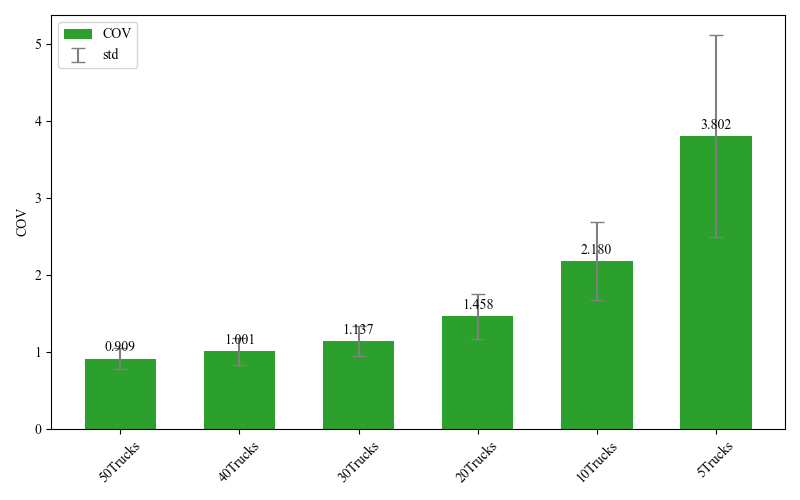 COV
std
5
4
3
2
1
0
COV
0.909
1.001
1.137
1.458
2.180
3.802
50Trucks
40Trucks
30Trucks
20Trucks
10Trucks
5Trucks